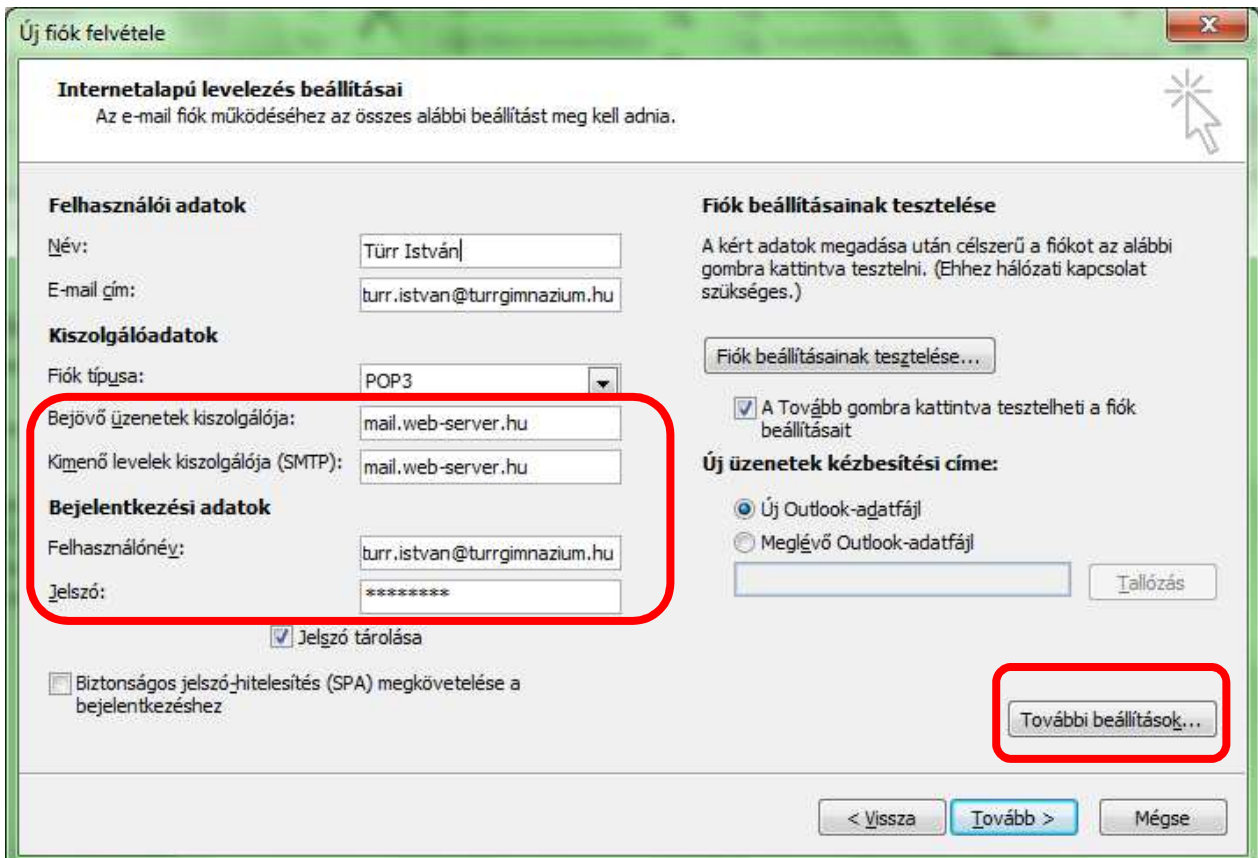 Új fiók felvétele
Internetalapú levelezés beállításai
Az e-mail fiók működéséhez az összes alábbi beállítást meg kell adnia.
Felhasználói adatok
Név:
Türr István
E-mail cím:
turr.istvan@turrgimnazium.hu
Kiszolgálóadatok
Fiók típusa:
POP3
Bejövő üzenetek kiszolgálója:
mail.web-server.hu
Kimenő levelek kiszolgálója (SMTP):
mail.web-server.hu
Bejelentkezési adatok
Felhasználónév:
turr.istvan@turrgimnazium.hu
Jelszó:
********
Jelszó tárolása
Biztonságos jelszó-hitelesítés (SPA) megkövetelése a
bejelentkezéshez
Fiók beállításainak tesztelése
A kért adatok megadása után célszerű a fiókot az alábbi
gombra kattintva tesztelni. (Ehhez hálózati kapcsolat
szükséges.)
Fiók beállításainak tesztelése...
A Tovább gombra kattintva tesztelheti a fiók
beállításait
Új üzenetek kézbesítési címe:
Új Outlook-adatfájl
Meglévő Outlook-adatfájl
Tallózás
További beállítások...
< Vissza
Tovább >
Mégse